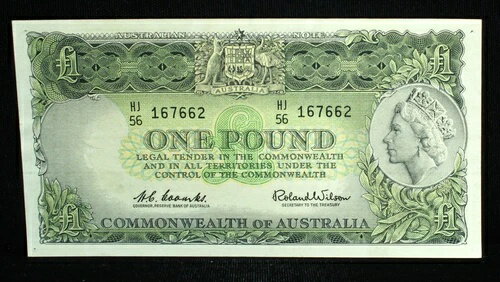 AUSTRALIAN NOTE
£1 £1
AUSTRALIA
HJ 56 167662 HJ 56 167662
ONE POUND
LEGAL TENDER IN THE COMMONWEALTH
AND IN ALL TERRITORIES UNDER THE
CONTROL OF THE COMMONWEALTH
H.C. Coombs. Roland Wilson
GOVERNOR, RESERVE BANK OF AUSTRALIA SECRETARY TO THE TREASURY
£1 £1
COMMONWEALTH OF AUSTRALIA